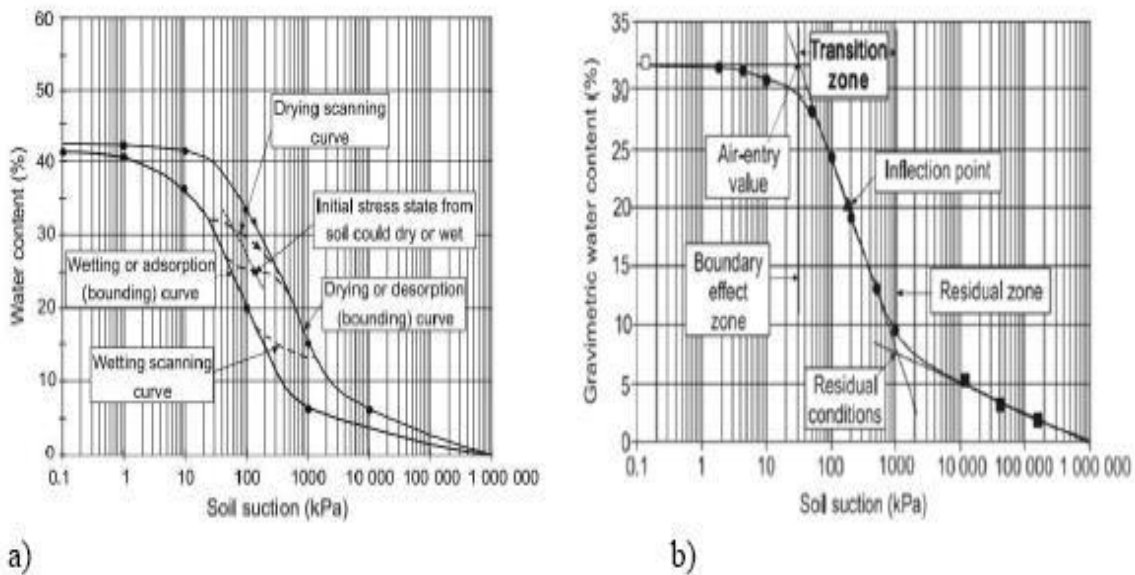 60
50
40
30
20
10
0
Water content (%)
Drying scanning
curve
Initial stress state from
soil could dry or wet
Wetting or adsorption
(bounding) curve
Drying or desorption
(bounding) curve
Wetting scanning
curve
0.1 1 10 100 1000 10 000 1 000 000
Soil suction (kPa)
a)
35
30
25
20
15
10
5
0
Gravimetric water content (%)
Transition
zone
Air-entry
value
Inflection point
Boundary
effect
zone
Residual zone
Residual
conditions
0.1 1 10 100 1000 10 000 1 000 000
Soil suction (kPa)
b)